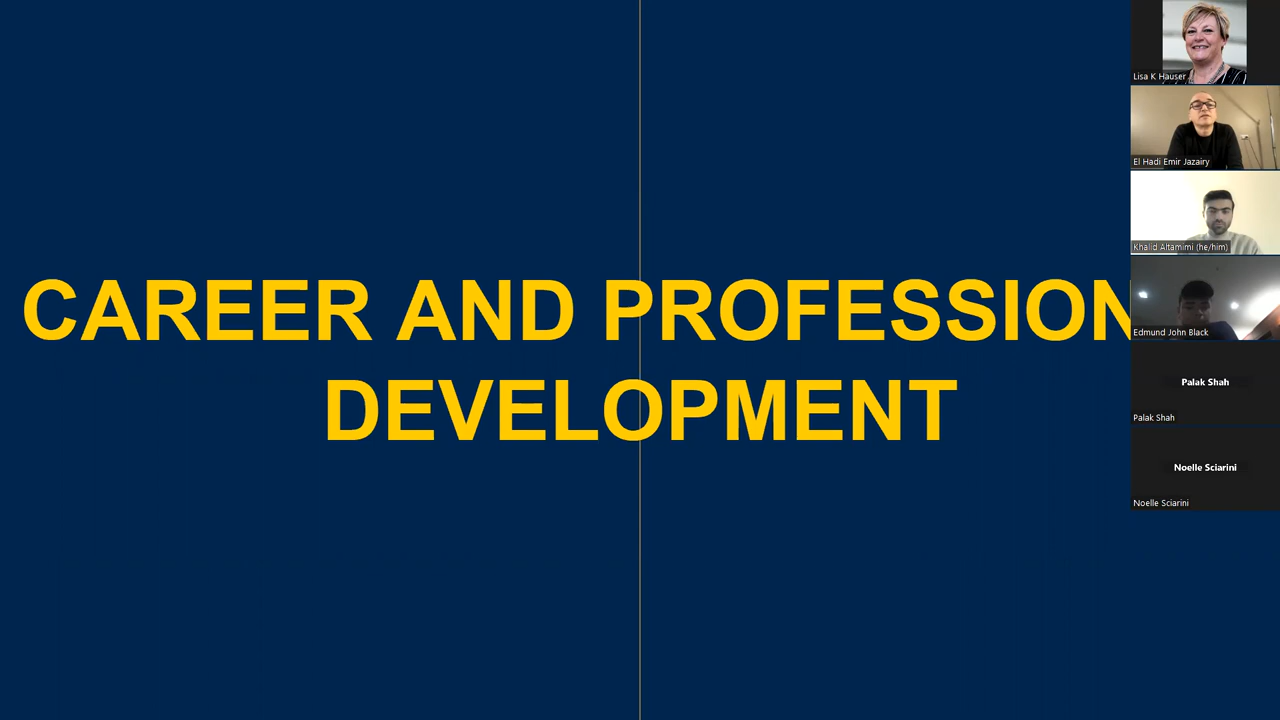 CAREER AND PROFESSION
DEVELOPMENT
Lisa K Hauser
El Hadi Emir Jazairy
Khalid Altamimi (he/him)
Edmund John Black
Palak Shah
Palak Shah
Noelle Sciarini
Noelle Sciarini